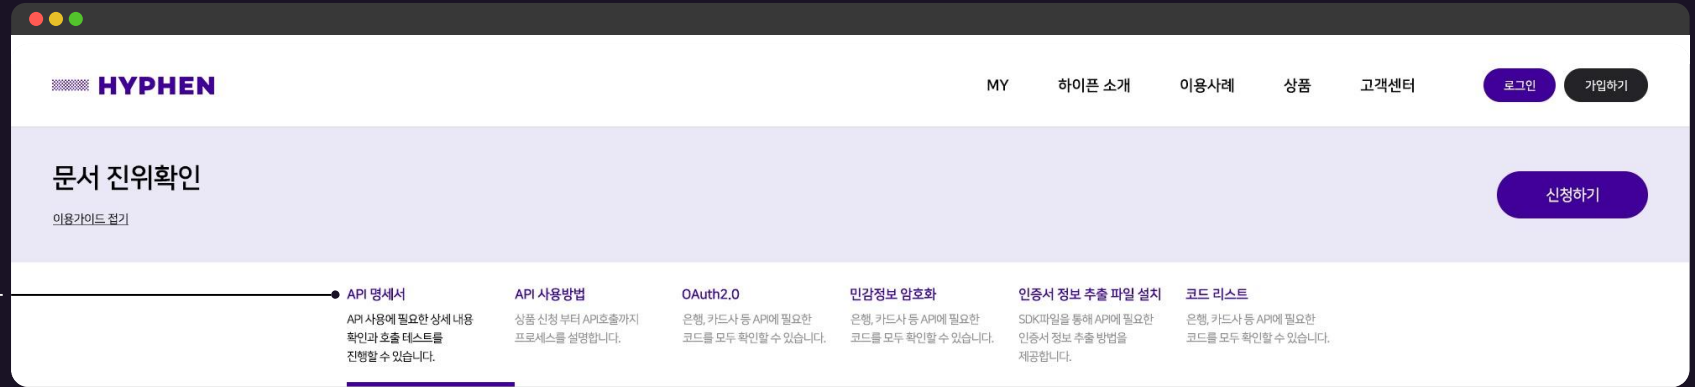 HYPHEN
MY 하이픈 소개 이용사례 상품 고객센터 로그인 가입하기
문서 진위확인
이용가이드 접기
신청하기
API 명세서
API 사용에 필요한 상세 내용
확인과 호출 테스트를
진행할 수 있습니다.
API 사용방법
상품 신청 부터 API호출까지
프로세스를 설명합니다.
OAuth2.0
은행, 카드사 등 API에 필요한
코드를 모두 확인할 수 있습니다.
민감정보 암호화
은행, 카드사 등 API에 필요한
코드를 모두 확인할 수 있습니다.
인증서 정보 추출 파일 설치
SDK파일을 통해 API에 필요한
인증서 정보 추출 방법을
제공합니다.
코드 리스트
은행, 카드사 등 API에 필요한
코드를 모두 확인할 수 있습니다.